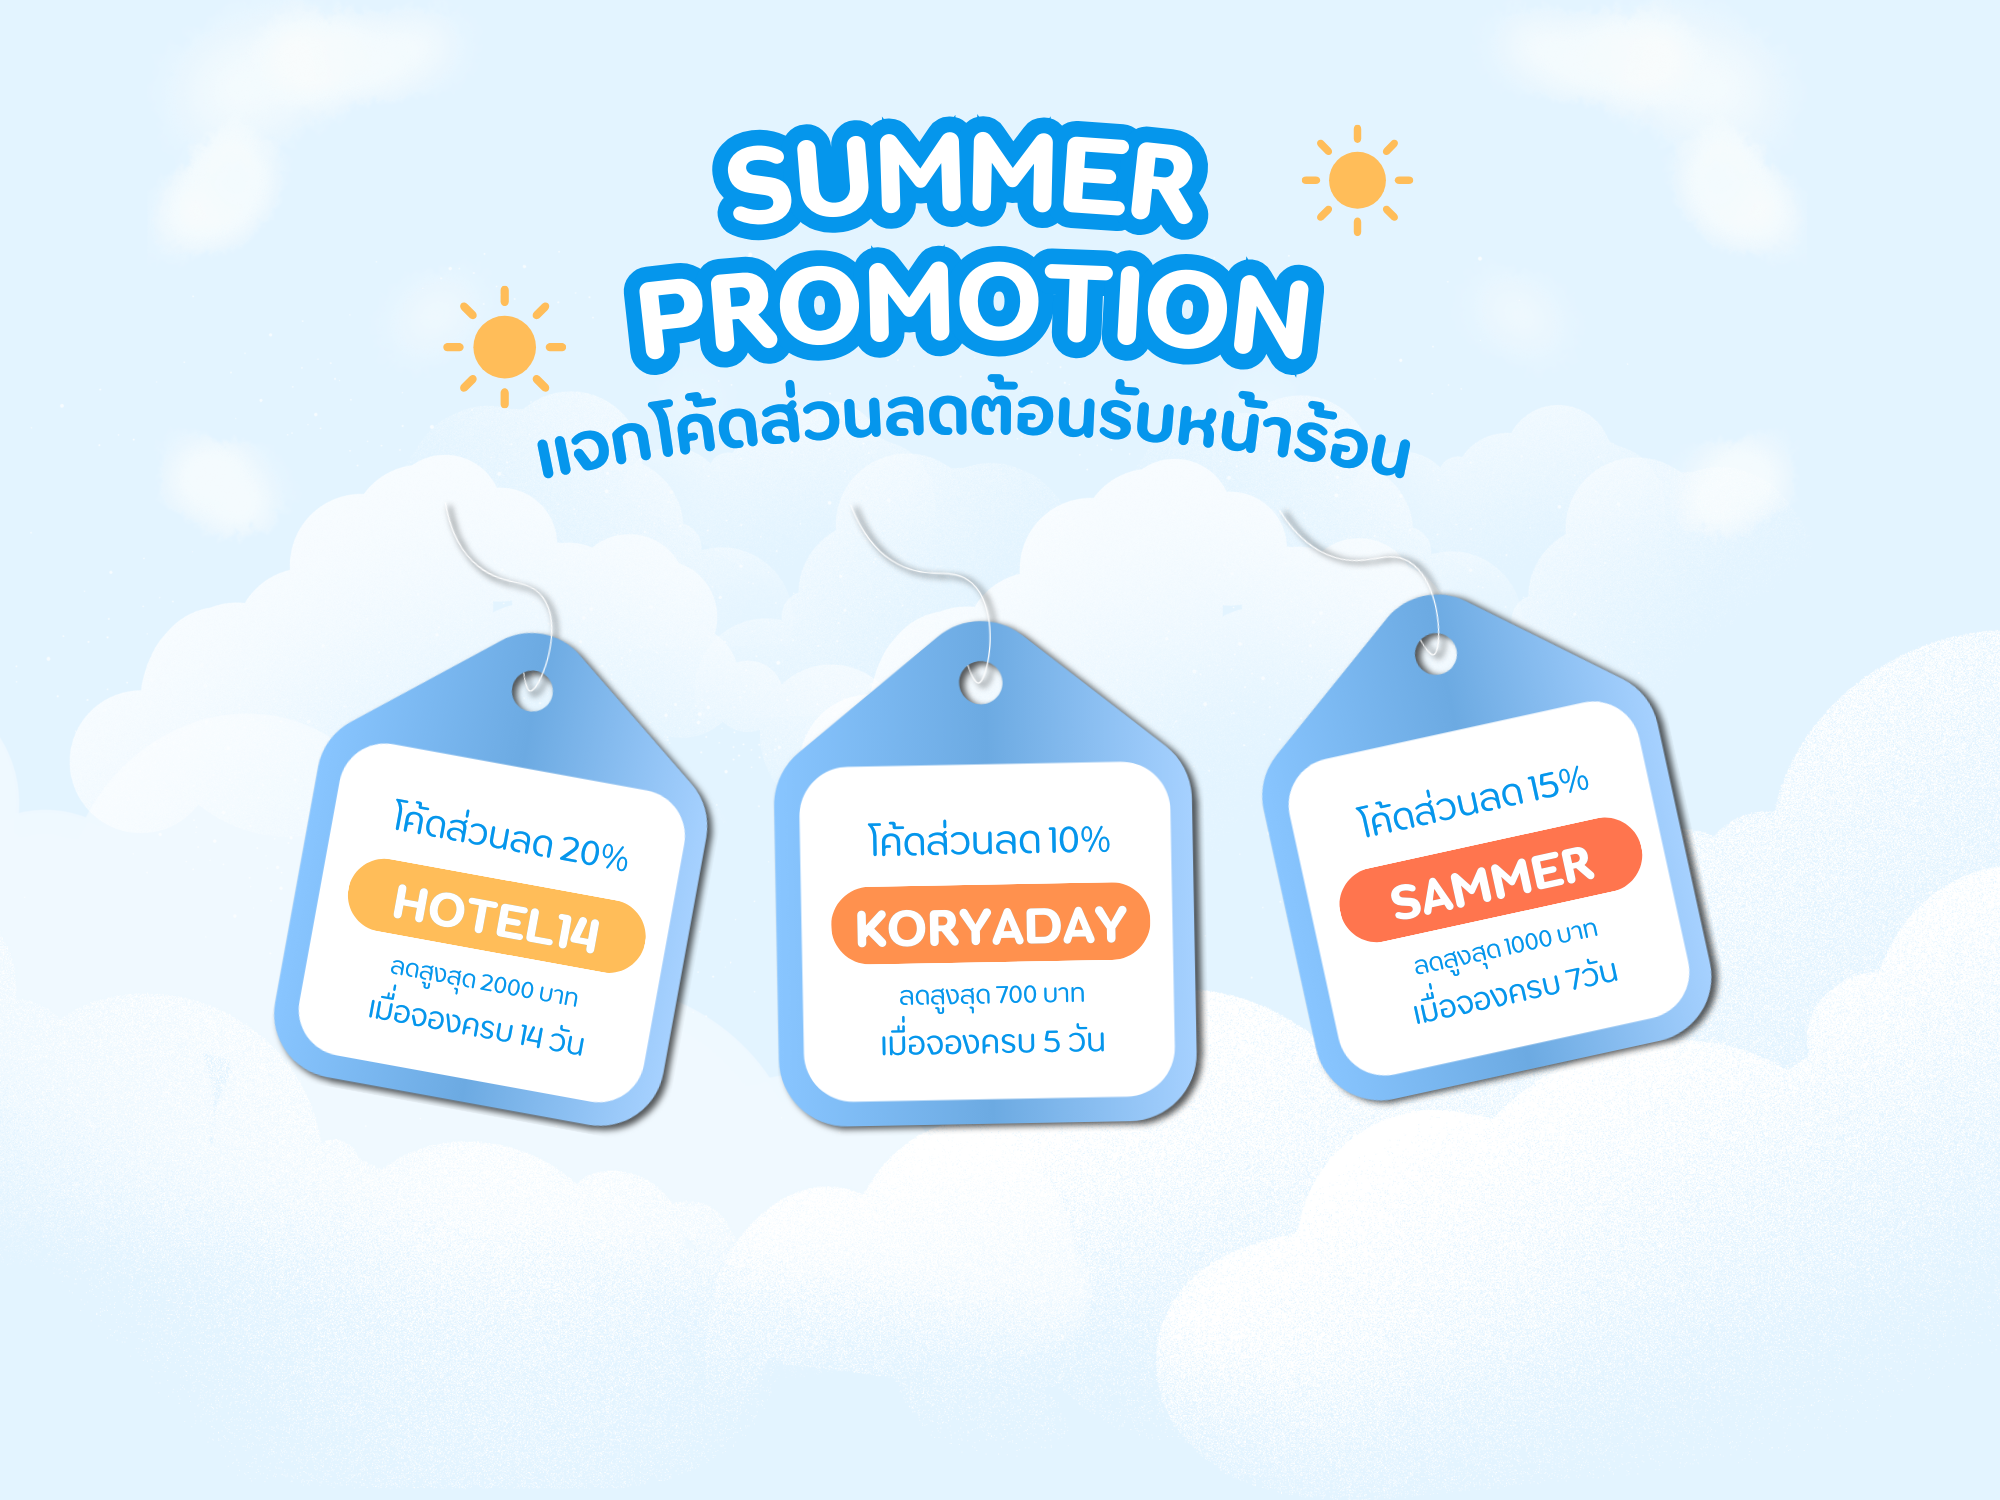 SUMMER
PROMOTION
แจกโค้ดส่วนลดต้อนรับหน้าร้อน
โค้ดส่วนลด 20%
HOTEL14
ลดสูงสุด 2000 บาท
เมื่อจองครบ 14 วัน
โค้ดส่วนลด 10%
KORYADAY
ลดสูงสุด 700 บาท
เมื่อจองครบ 5 วัน
โค้ดส่วนลด 15%
SAMMER
ลดสูงสุด 1000 บาท
เมื่อจองครบ 7วัน